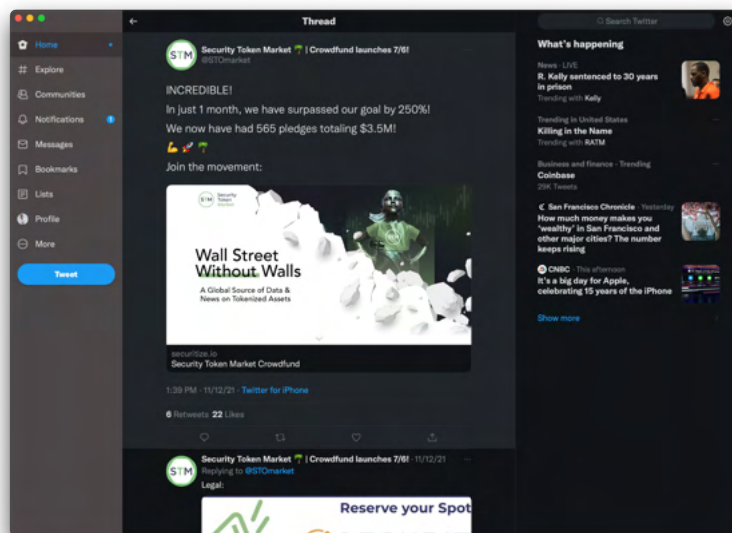 Home
Explore
Communities
Notifications
1
Messages
Bookmarks
Lists
Profile
More
Tweet
Thread
STM
Security Token Market 🌴 | Crowdfund launches 7/6!
@STOmarket
INCREDIBLE!
In just 1 month, we have surpassed our goal by 250%!
We now have had 565 pledges totaling $3.5M!
💪 🚀 🌴
Join the movement:
STM
Security
Token
Market
Wall Street
Without Walls
A Global Source of Data &
News on Tokenized Assets
securitize.io
Security Token Market Crowdfund
1:39 PM · 11/12/21 · Twitter for iPhone
6 Retweets 22 Likes
STM
Security Token Market 🌴 | Crowdfund launches 7/6! · 11/12/21
Replying to @STOmarket
Legal:
Reserve your Spot
Search Twitter
What's happening
News · LIVE
R. Kelly sentenced to 30 years
in prison
Trending with Kelly
Trending in United States
Killing in the Name
Trending with RATM
Business and finance · Trending
Coinbase
29K Tweets
San Francisco Chronicle · Yesterday
How much money makes you
'wealthy' in San Francisco and
other major cities? The number
keeps rising
CNBC · This afternoon
It's a big day for Apple,
celebrating 15 years of the iPhone
Show more